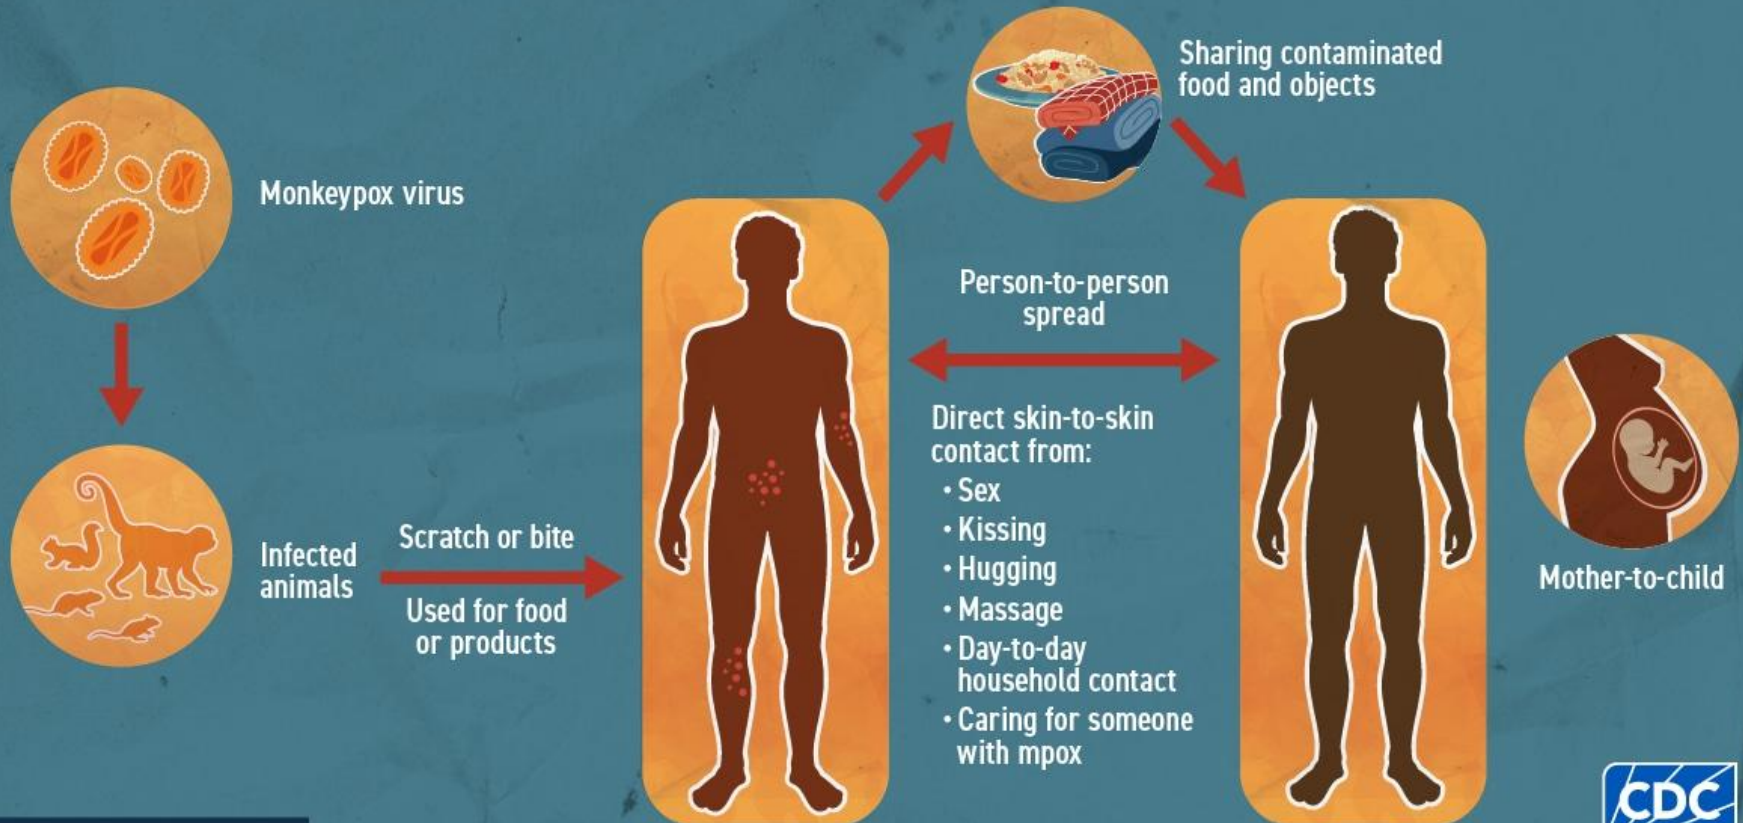 Monkeypox virus
Infected
animals
Scratch or bite
Used for food
or products
Sharing contaminated
food and objects
Person-to-person
spread
Direct skin-to-skin
contact from:
• Sex
• Kissing
• Hugging
• Massage
• Day-to-day
household contact
• Caring for someone
with mpox
Mother-to-child
CDC